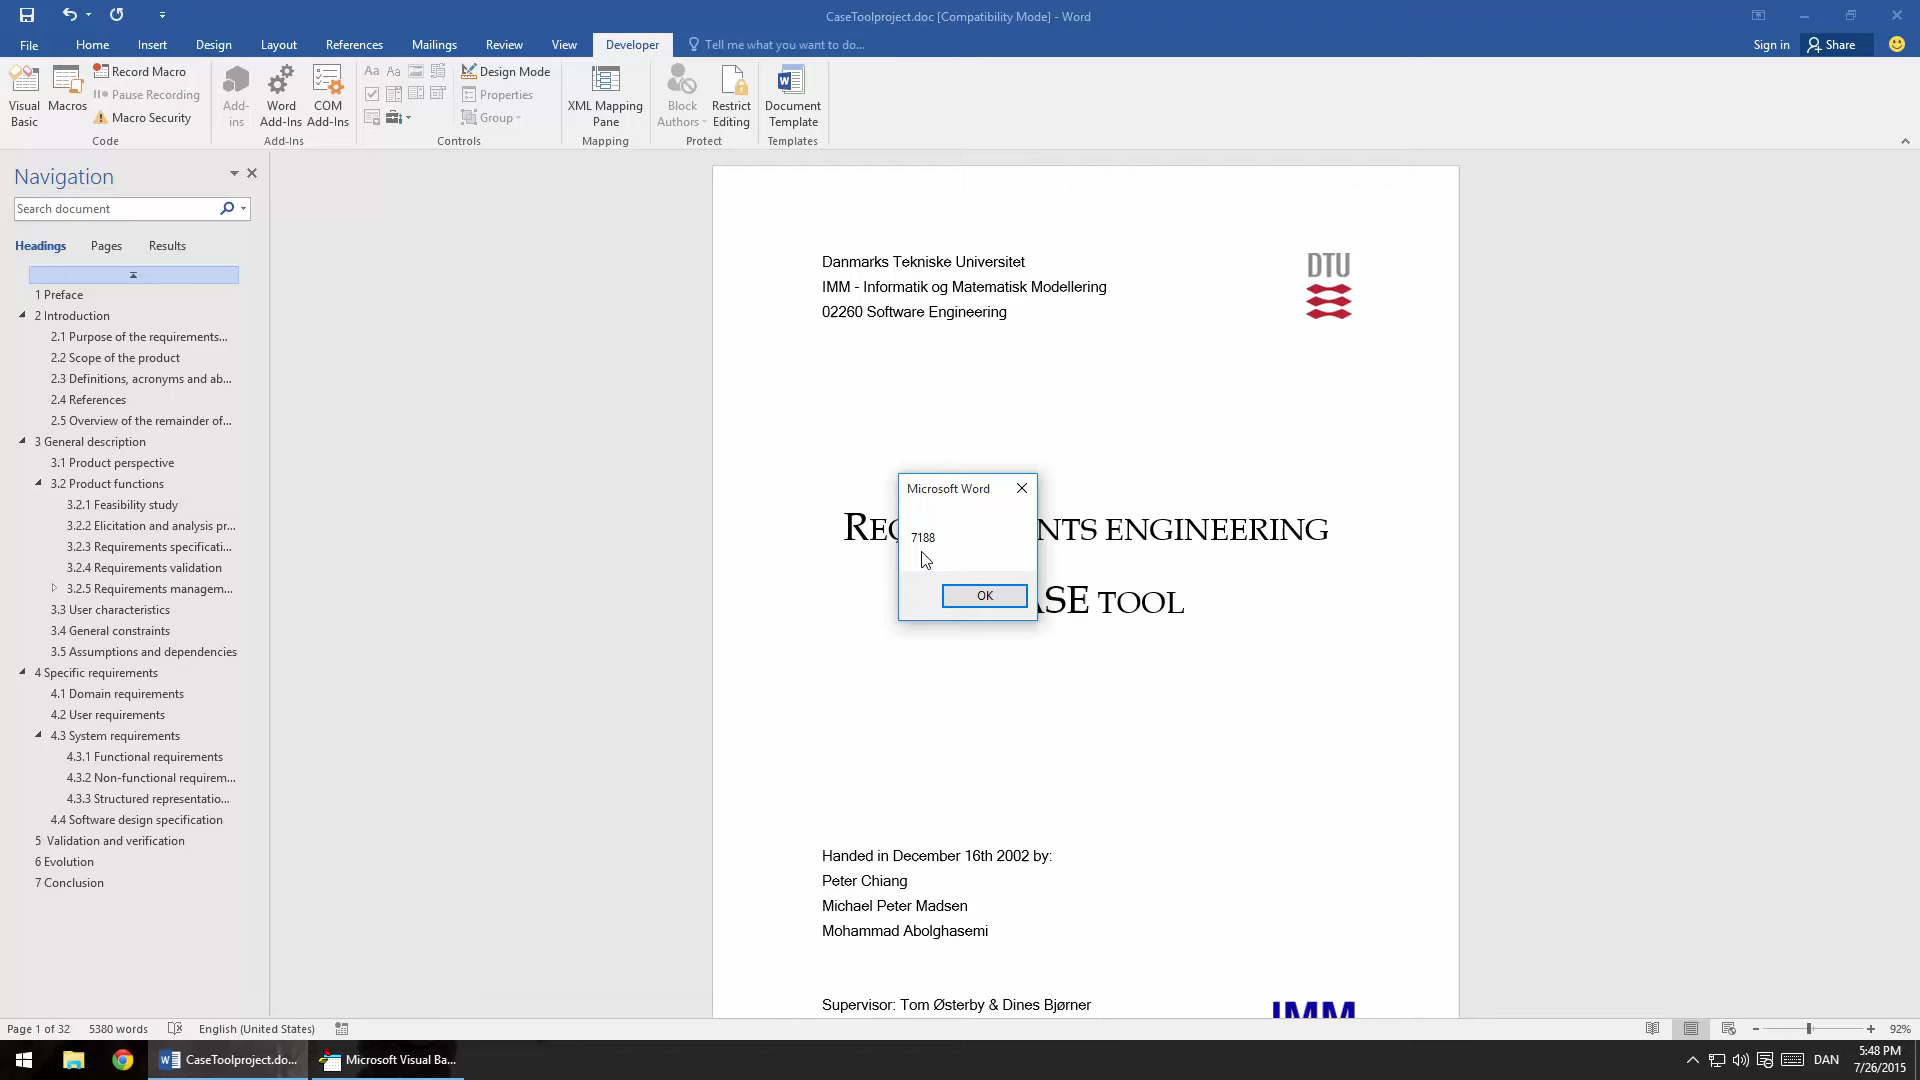 CaseToolproject.doc [Compatibility Mode] - Word
File Home Insert Design Layout References Mailings Review View Developer Tell me what you want to do... Sign in Share
Visual Basic
Macros
Record Macro
Pause Recording
Macro Security
Code
Add-ins
Word Add-Ins
COM Add-Ins
Add-Ins
Aa Aa
Design Mode
Properties
Group
Controls
XML Mapping Pane
Mapping
Block Authors
Restrict Editing
Protect
Document Template
Templates
Navigation
Search document
Headings Pages Results
1 Preface
2 Introduction
2.1 Purpose of the requirements...
2.2 Scope of the product
2.3 Definitions, acronyms and ab...
2.4 References
2.5 Overview of the remainder of...
3 General description
3.1 Product perspective
3.2 Product functions
3.2.1 Feasibility study
3.2.2 Elicitation and analysis pr...
3.2.3 Requirements specificati...
3.2.4 Requirements validation
3.2.5 Requirements managem...
3.3 User characteristics
3.4 General constraints
3.5 Assumptions and dependencies
4 Specific requirements
4.1 Domain requirements
4.2 User requirements
4.3 System requirements
4.3.1 Functional requirements
4.3.2 Non-functional requirem...
4.3.3 Structured representatio...
4.4 Software design specification
5 Validation and verification
6 Evolution
7 Conclusion
Danmarks Tekniske Universitet
IMM - Informatik og Matematisk Modellering
02260 Software Engineering
DTU
ENGINEERING
TOOL
Microsoft Word
7188
OK
Handed in December 16th 2002 by:
Peter Chiang
Michael Peter Madsen
Mohammad Abolghasemi
Supervisor: Tom Østerby & Dines Bjørner
IMM
Page 1 of 32 5380 words English (United States) 92%
CaseToolproject.do... Microsoft Visual Ba... DAN
5:48 PM
7/26/2015